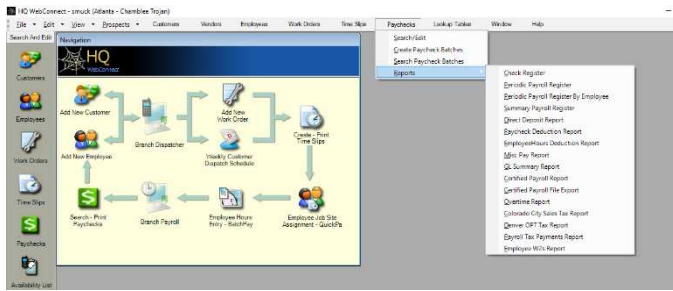 HQ WebConnect - smuck (Atlanta - Chamblee Trojan)
File Edit View Prospects Customers Vendors Employees Work Orders Time Slips Paychecks Lookup Tables Window Help
Search And Edit
Customers
Employees
Work Orders
Time Slips
Paychecks
Availability List
Navigation
HQ
WebConnect
Add New Customer
Add New Employee
Branch Dispatcher
Add New
Work Order
Weekly Customer
Dispatch Schedule
Create - Print
Time Slips
Search - Print
Paychecks
Branch Payroll
Employee Hours
Entry - BatchPay
Employee Job Site
Assignment - QuickPa
Search/Edit
Create Paycheck Batches
Search Paycheck Batches
Reports
Check Register
Periodic Payroll Register
Periodic Payroll Register By Employee
Summary Payroll Register
Direct Deposit Report
Paycheck Deduction Report
EmployeeHours Deduction Report
Misc Pay Report
GL Summary Report
Certified Payroll Report
Certified Payroll File Export
Overtime Report
Colorado City Sales Tax Report
Denver OPT Tax Report
Payroll Tax Payments Report
Employee W2s Report